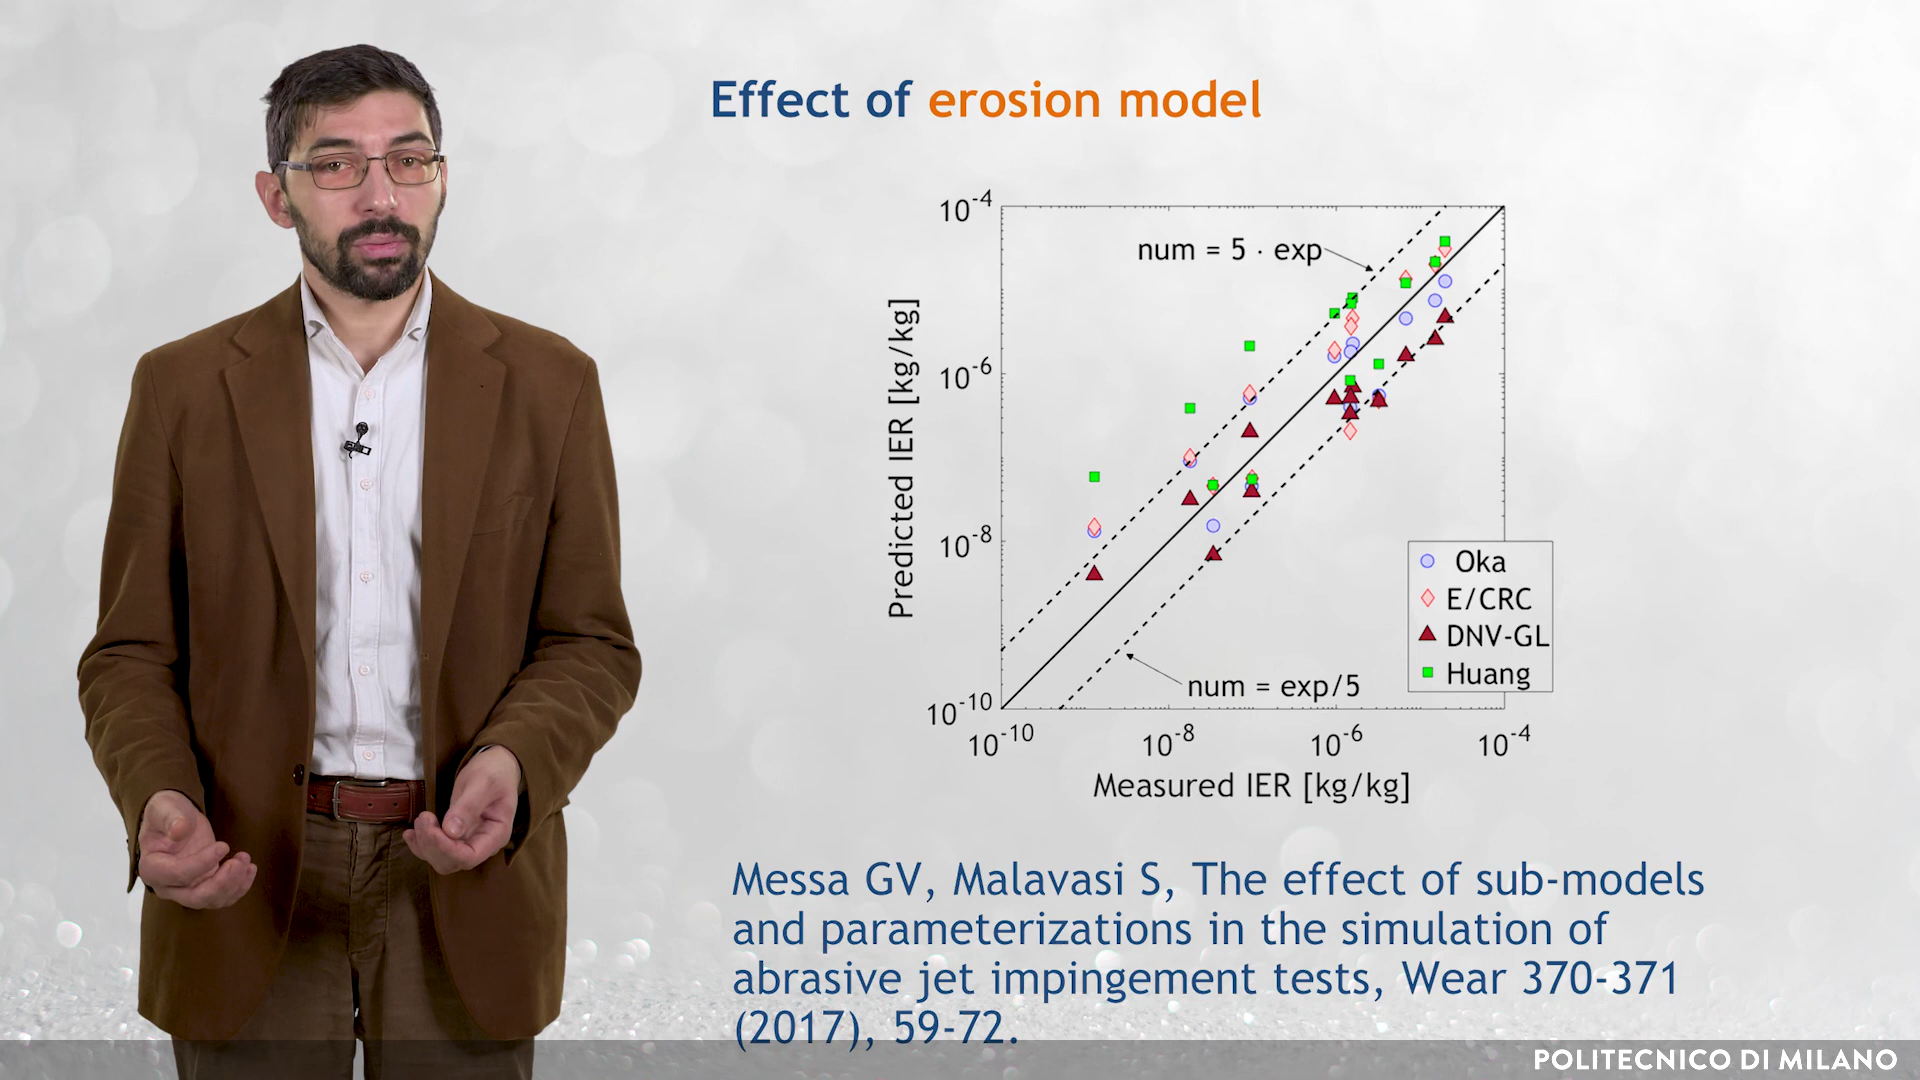 Effect of erosion model
10-4
num = 5 · exp
10-6
Predicted IER [kg/kg]
10-8
Oka
E/CRC
DNV-GL
Huang
num = exp/5
10-10
10-10 10-8 10-6 10-4
Measured IER [kg/kg]
Messa GV, Malavasi S, The effect of sub-models
and parameterizations in the simulation of
abrasive jet impingement tests, Wear 370-371
(2017), 59-72.
POLITECNICO DI MILANO